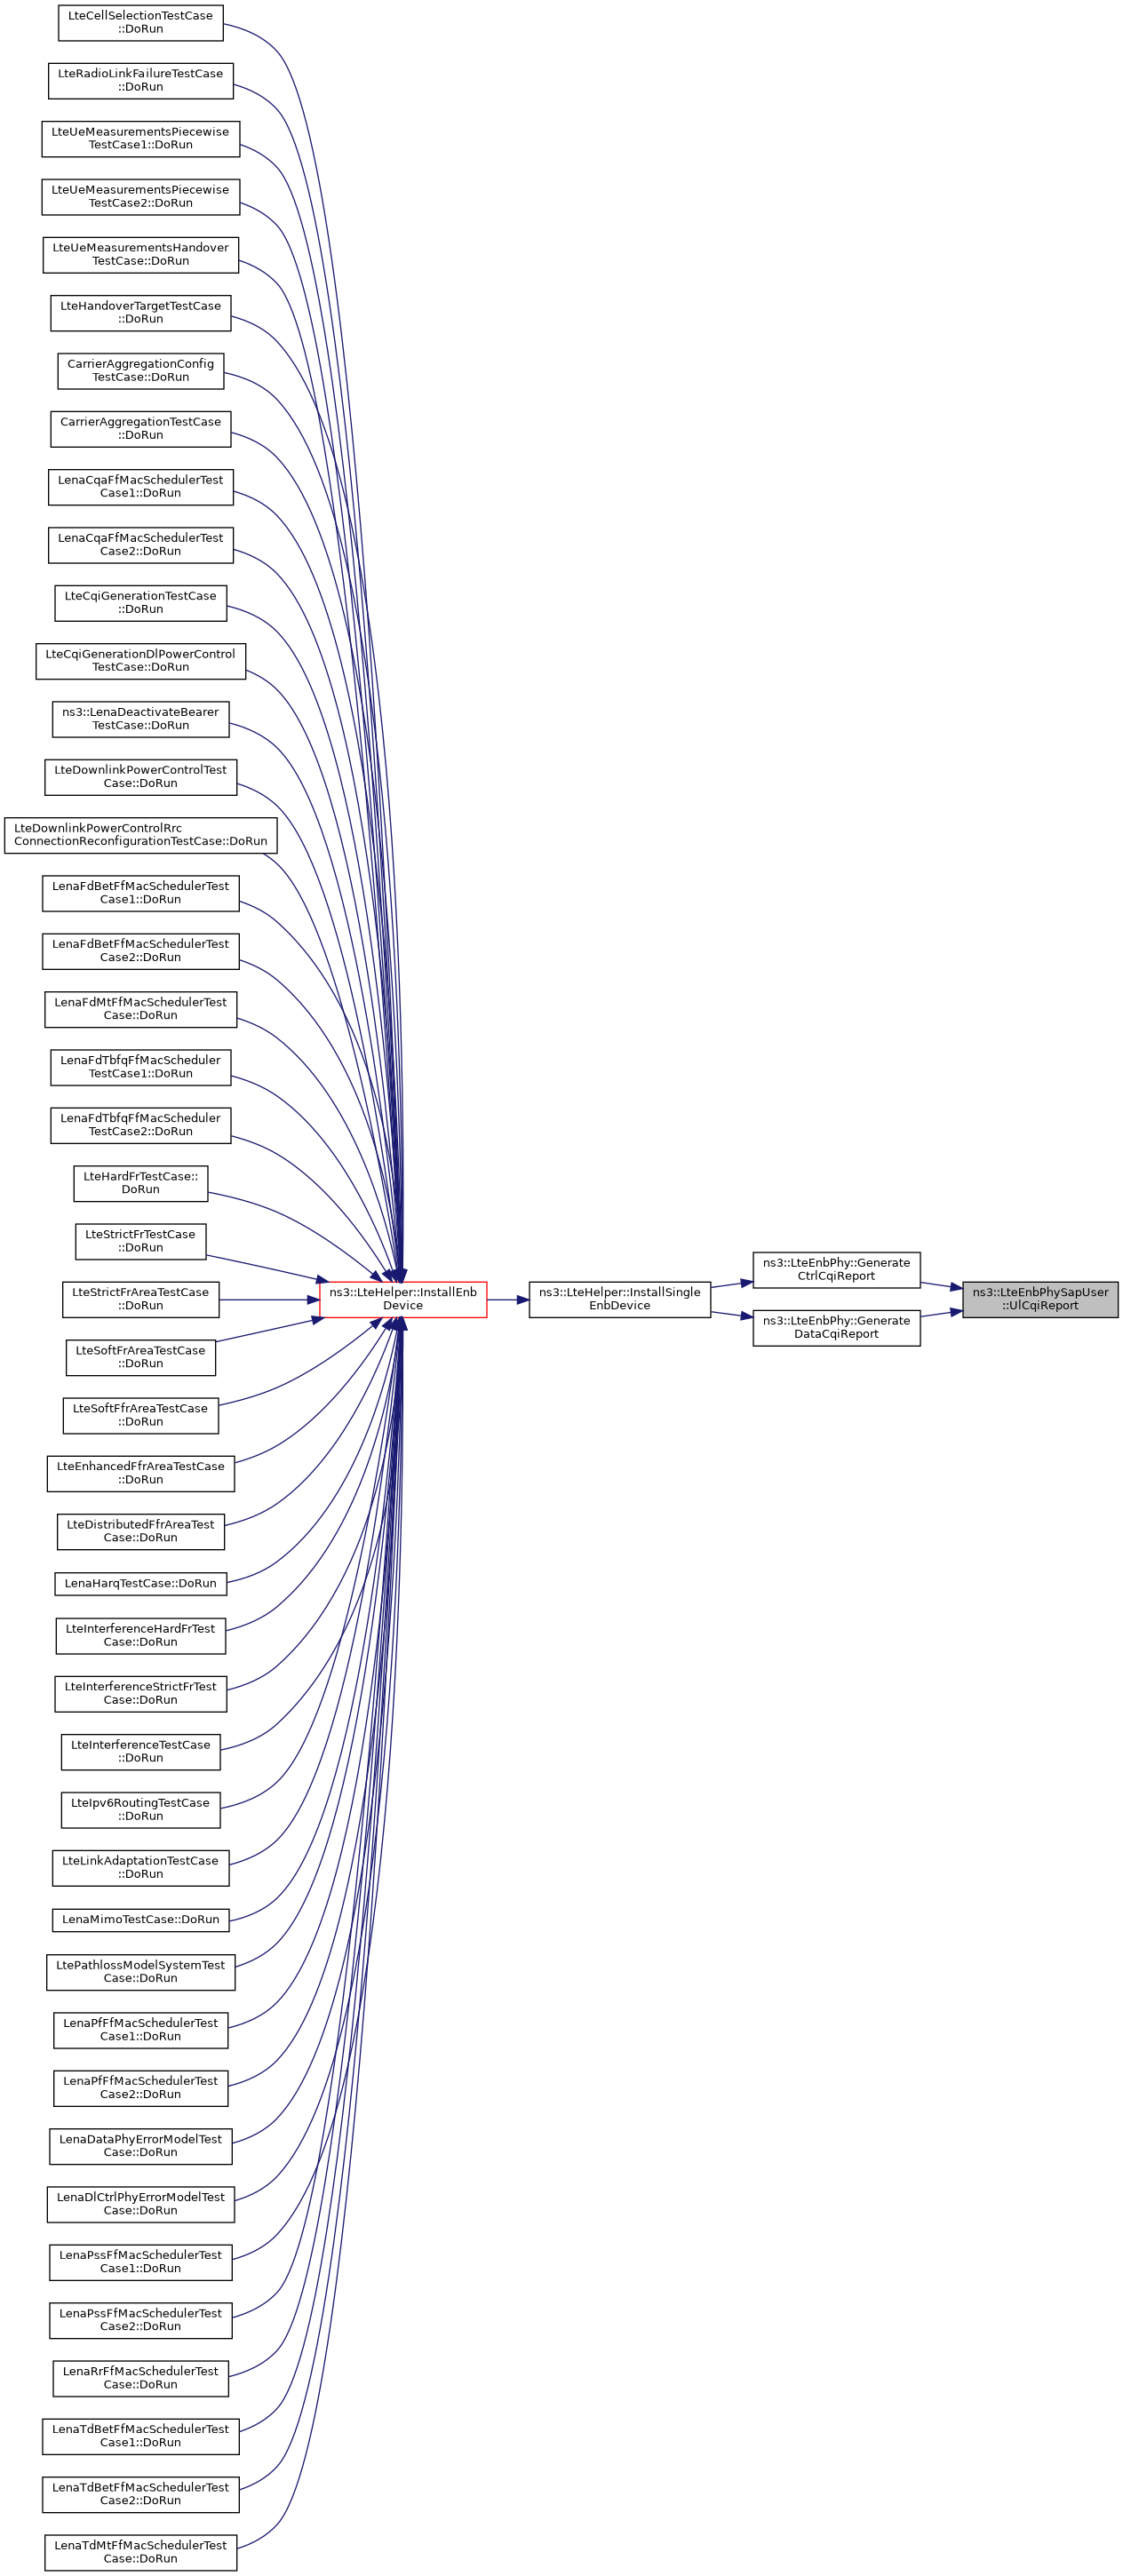 LteCellSelectionTestCase
::DoRun
LteRadioLinkFailureTestCase
::DoRun
LteUeMeasurementsPiecewise
TestCase1::DoRun
LteUeMeasurementsPiecewise
TestCase2::DoRun
LteUeMeasurementsHandover
TestCase::DoRun
LteHandoverTargetTestCase
::DoRun
CarrierAggregationConfig
TestCase::DoRun
CarrierAggregationTestCase
::DoRun
LenaCqaFfMacSchedulerTest
Case1::DoRun
LenaCqaFfMacSchedulerTest
Case2::DoRun
LteCqiGenerationTestCase
::DoRun
LteCqiGenerationDlPowerControl
TestCase::DoRun
ns3::LenaDeactivateBearer
TestCase::DoRun
LteDownlinkPowerControlTest
Case::DoRun
LteDownlinkPowerControlRrc
ConnectionReconfigurationTestCase::DoRun
LenaFdBetFfMacSchedulerTest
Case1::DoRun
LenaFdBetFfMacSchedulerTest
Case2::DoRun
LenaFdMtFfMacSchedulerTest
Case::DoRun
LenaFdTbfqFfMacScheduler
TestCase1::DoRun
LenaFdTbfqFfMacScheduler
TestCase2::DoRun
LteHardFrTestCase::
DoRun
LteStrictFrTestCase
::DoRun
LteStrictFrAreaTestCase
::DoRun
LteSoftFrAreaTestCase
::DoRun
LteSoftFfrAreaTestCase
::DoRun
LteEnhancedFfrAreaTestCase
::DoRun
LteDistributedFfrAreaTest
Case::DoRun
LenaHarqTestCase::DoRun
LteInterferenceHardFrTest
Case::DoRun
LteInterferenceStrictFrTest
Case::DoRun
LteInterferenceTestCase
::DoRun
LteIpv6RoutingTestCase
::DoRun
LteLinkAdaptationTestCase
::DoRun
LenaMimoTestCase::DoRun
LtePathlossModelSystemTest
Case::DoRun
LenaPfFfMacSchedulerTest
Case1::DoRun
LenaPfFfMacSchedulerTest
Case2::DoRun
LenaDataPhyErrorModelTest
Case::DoRun
LenaDlCtrlPhyErrorModelTest
Case::DoRun
LenaPssFfMacSchedulerTest
Case1::DoRun
LenaPssFfMacSchedulerTest
Case2::DoRun
LenaRrFfMacSchedulerTest
Case::DoRun
LenaTdBetFfMacSchedulerTest
Case1::DoRun
LenaTdBetFfMacSchedulerTest
Case2::DoRun
LenaTdMtFfMacSchedulerTest
Case::DoRun
ns3::LteHelper::InstallEnb
Device
ns3::LteHelper::InstallSingle
EnbDevice
ns3::LteEnbPhy::Generate
CtrlCqiReport
ns3::LteEnbPhy::Generate
DataCqiReport
ns3::LteEnbPhySapUser
::UlCqiReport